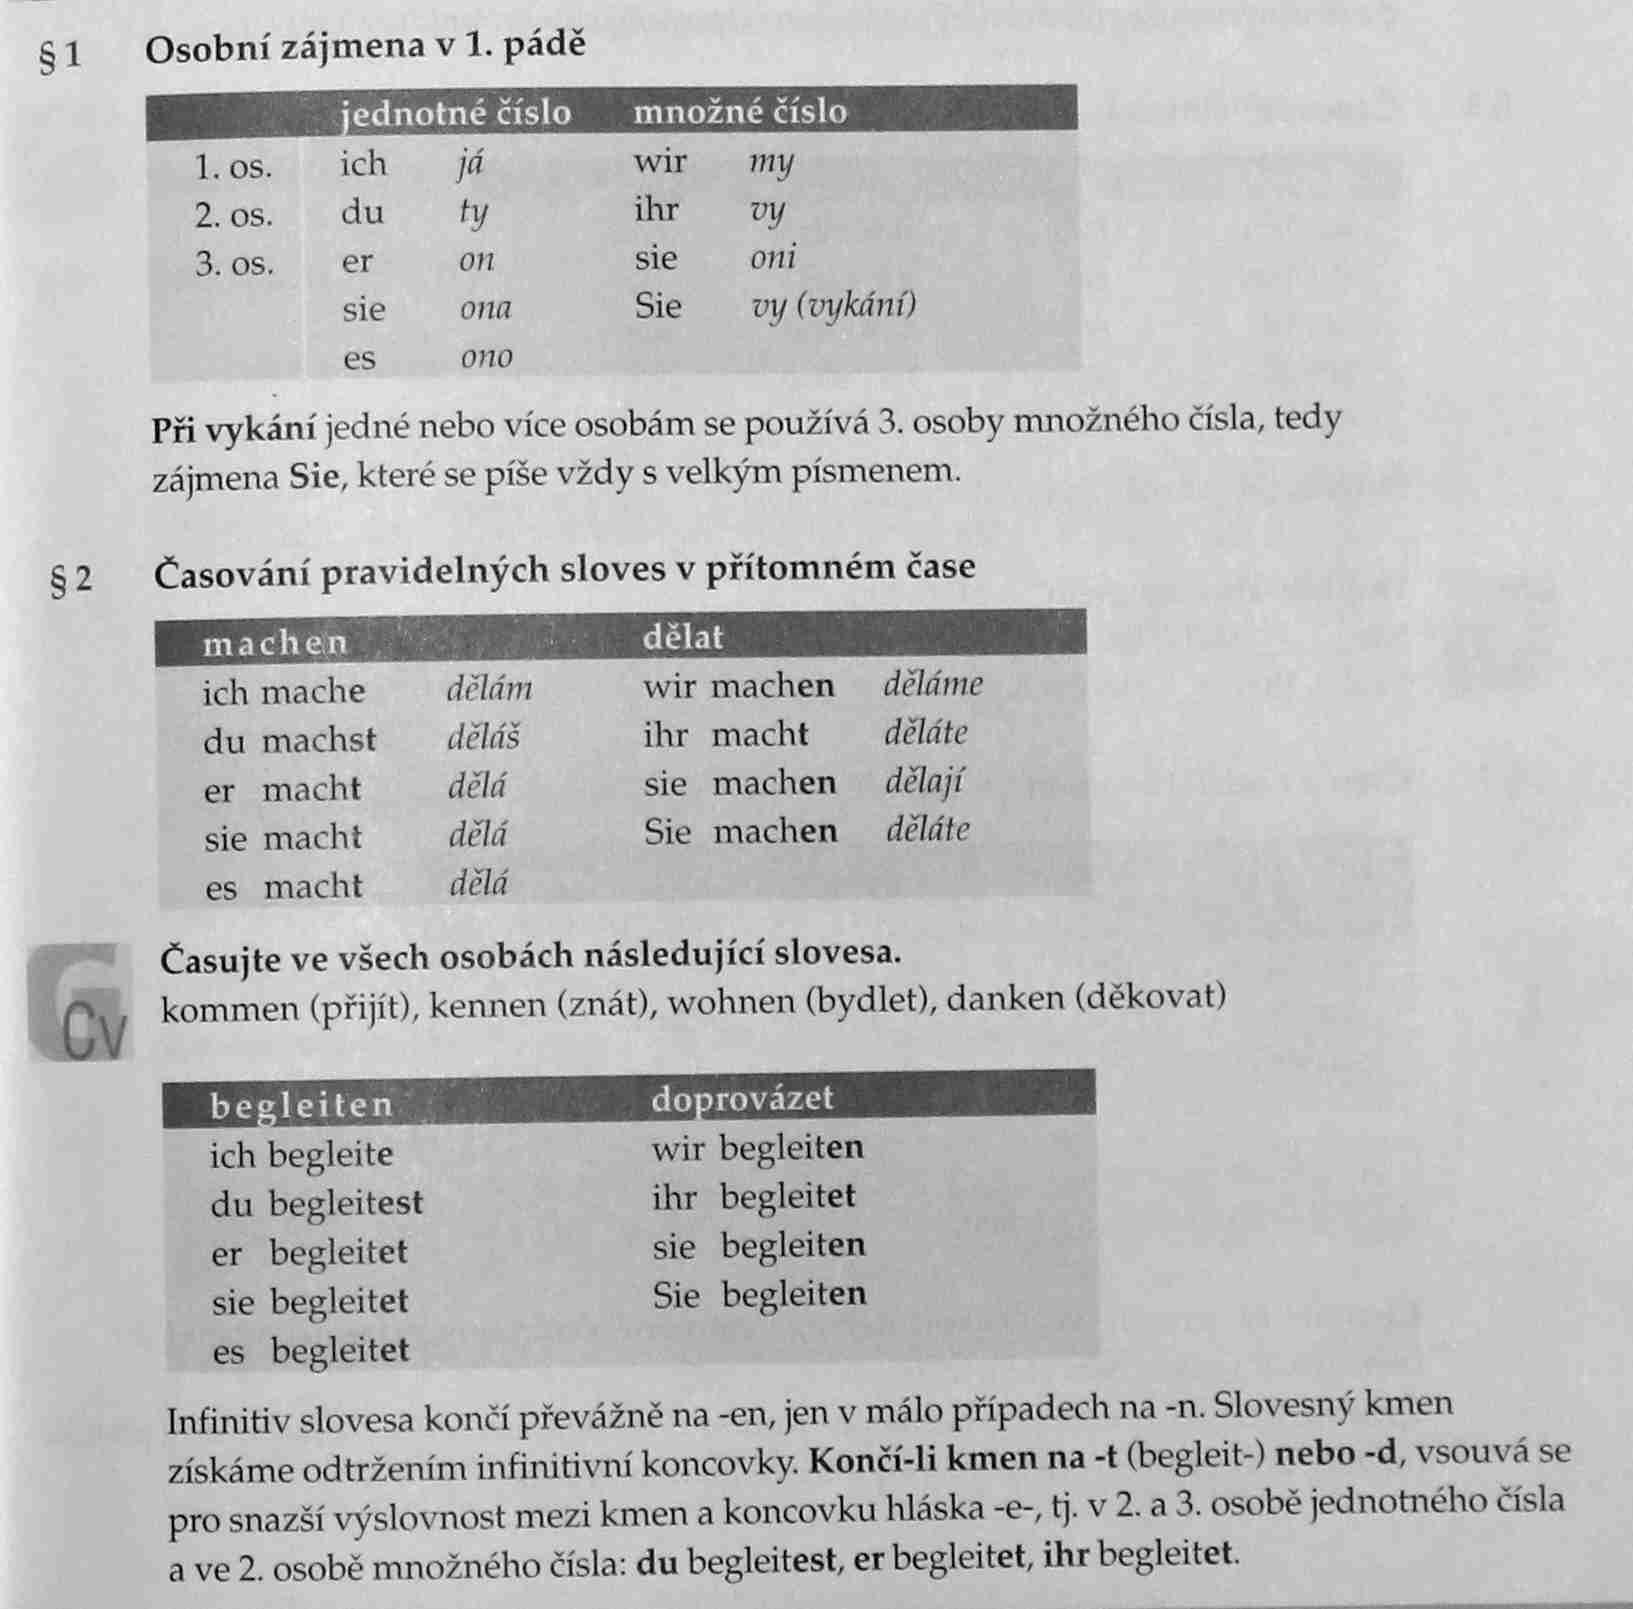 § 1 Osobní zájmena v 1. pádě
jednotné číslo množné číslo
1. os. ich já wir my
2. os. du ty ihr vy
3. os. er on sie oni
sie ona Sie vy (vykání)
es ono
Při vykání jedné nebo více osobám se používá 3. osoby množného čísla, tedy
zájmena Sie, které se píše vždy s velkým písmenem.
§ 2 Časování pravidelných sloves v přítomném čase
machen dělat
ich mache dělám wir machen děláme
du machst děláš ihr macht děláte
er macht dělá sie machen dělají
sie macht dělá Sie machen děláte
es macht dělá
G Cv
Časujte ve všech osobách následující slovesa.
kommen (přijít), kennen (znát), wohnen (bydlet), danken (děkovat)
begleiten doprovázet
ich begleite wir begleiten
du begleitest ihr begleitet
er begleitet sie begleiten
sie begleitet Sie begleiten
es begleitet
Infinitiv slovesa končí převážně na -en, jen v málo případech na -n. Slovesný kmen
získáme odtržením infinitivní koncovky. Končí-li kmen na -t (begleit-) nebo -d, vsouvá se
pro snazší výslovnost mezi kmen a koncovku hláska -e-, tj. v 2. a 3. osobě jednotného čísla
a ve 2. osobě množného čísla: du begleitest, er begleitet, ihr begleitet.